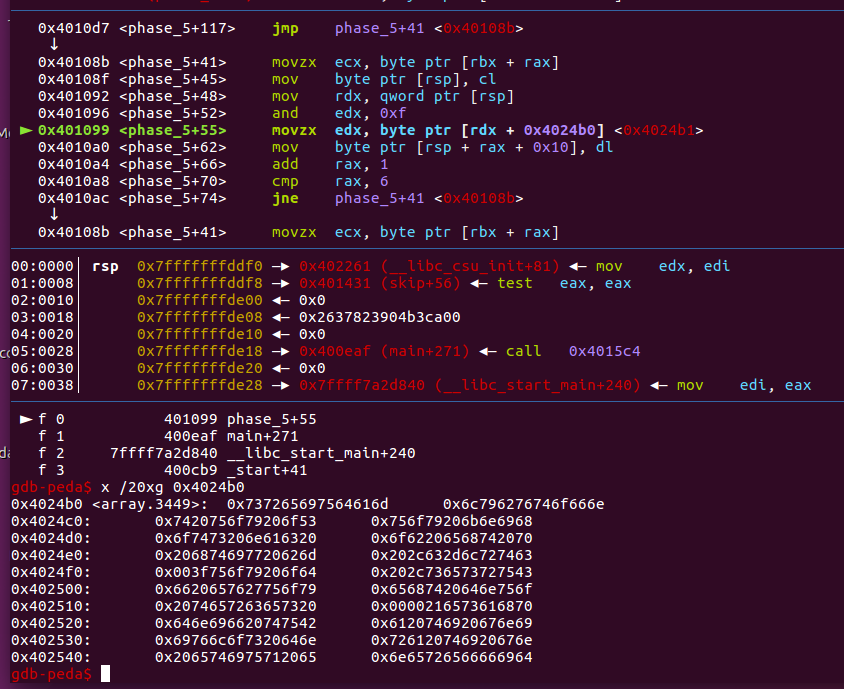 0x4010d7 <phase_5+117> jmp phase_5+41 <0x40108b>
↓
0x40108b <phase_5+41> movzx ecx, byte ptr [rbx + rax]
0x40108f <phase_5+45> mov byte ptr [rsp], cl
0x401092 <phase_5+48> mov rdx, qword ptr [rsp]
0x401096 <phase_5+52> and edx, 0xf
► 0x401099 <phase_5+55> movzx edx, byte ptr [rdx + 0x4024b0] <0x4024b1>
0x4010a0 <phase_5+62> mov byte ptr [rsp + rax + 0x10], dl
0x4010a4 <phase_5+66> add rax, 1
0x4010a8 <phase_5+70> cmp rax, 6
0x4010ac <phase_5+74> jne phase_5+41 <0x40108b>
↓
0x40108b <phase_5+41> movzx ecx, byte ptr [rbx + rax]
00:0000│ rsp 0x7fffffffddf0 —► 0x402261 (__libc_csu_init+81) ◄— mov edx, edi
01:0008│ 0x7fffffffddf8 —► 0x401431 (skip+56) ◄— test eax, eax
02:0010│ 0x7fffffffde00 ◄— 0x0
03:0018│ 0x7fffffffde08 ◄— 0x2637823904b3ca00
04:0020│ 0x7fffffffde10 ◄— 0x0
05:0028│ 0x7fffffffde18 —► 0x400eaf (main+271) ◄— call 0x4015c4
06:0030│ 0x7fffffffde20 ◄— 0x0
07:0038│ 0x7fffffffde28 —► 0x7ffff7a2d840 (__libc_start_main+240) ◄— mov edi, eax
► f 0 401099 phase_5+55
f 1 400eaf main+271
f 2 7ffff7a2d840 __libc_start_main+240
f 3 400cb9 _start+41
gdb-peda$ x /20xg 0x4024b0
0x4024b0 <array.3449>: 0x737265697564616d 0x6c796276746f666e
0x4024c0: 0x7420756f79206f53 0x756f79206b6e6968
0x4024d0: 0x6f7473206e616320 0x6f62206568742070
0x4024e0: 0x206874697720626d 0x202c632d6c727463
0x4024f0: 0x003f756f79206f64 0x202c736573727543
0x402500: 0x6620657627756f79 0x65687420646e756f
0x402510: 0x2074657263657320 0x0000216573616870
0x402520: 0x646e696620747542 0x6120746920676e69
0x402530: 0x69766c6f7320646e 0x726120746920676e
0x402540: 0x2065746975712065 0x6e65726566666964
gdb-peda$